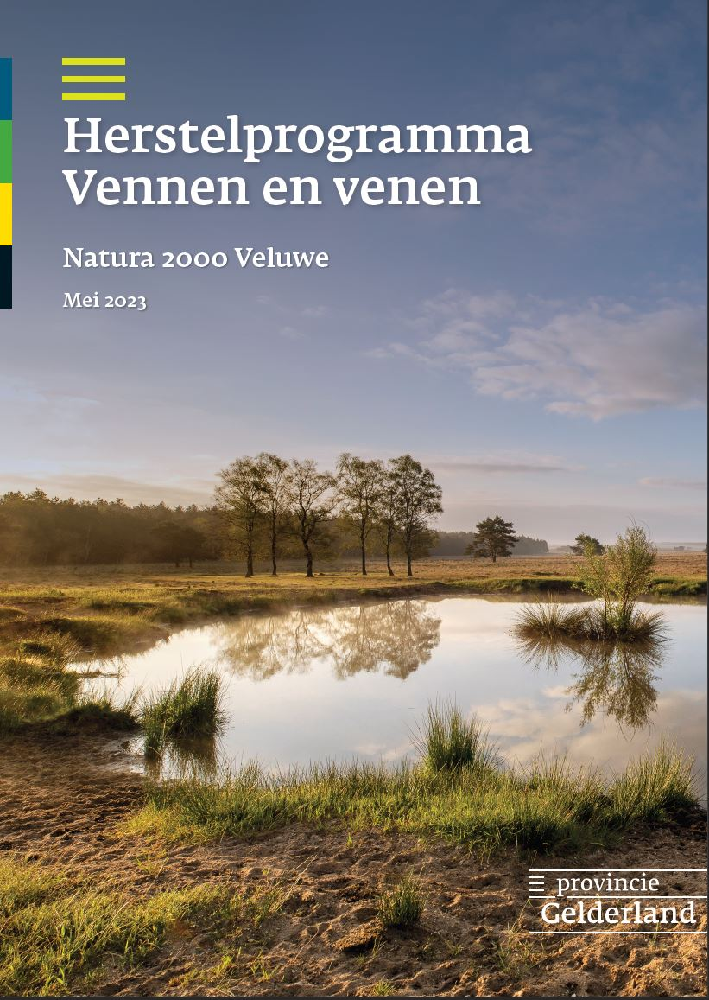 Herstelprogramma
Vennen en venen
Natura 2000 Veluwe
Mei 2023
provincie
Gelderland